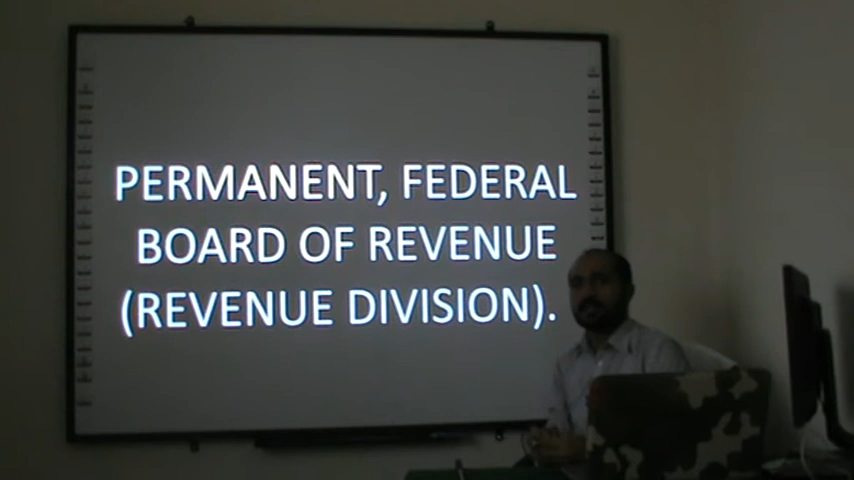 PERMANENT, FEDERAL
BOARD OF REVENUE
(REVENUE DIVISION).